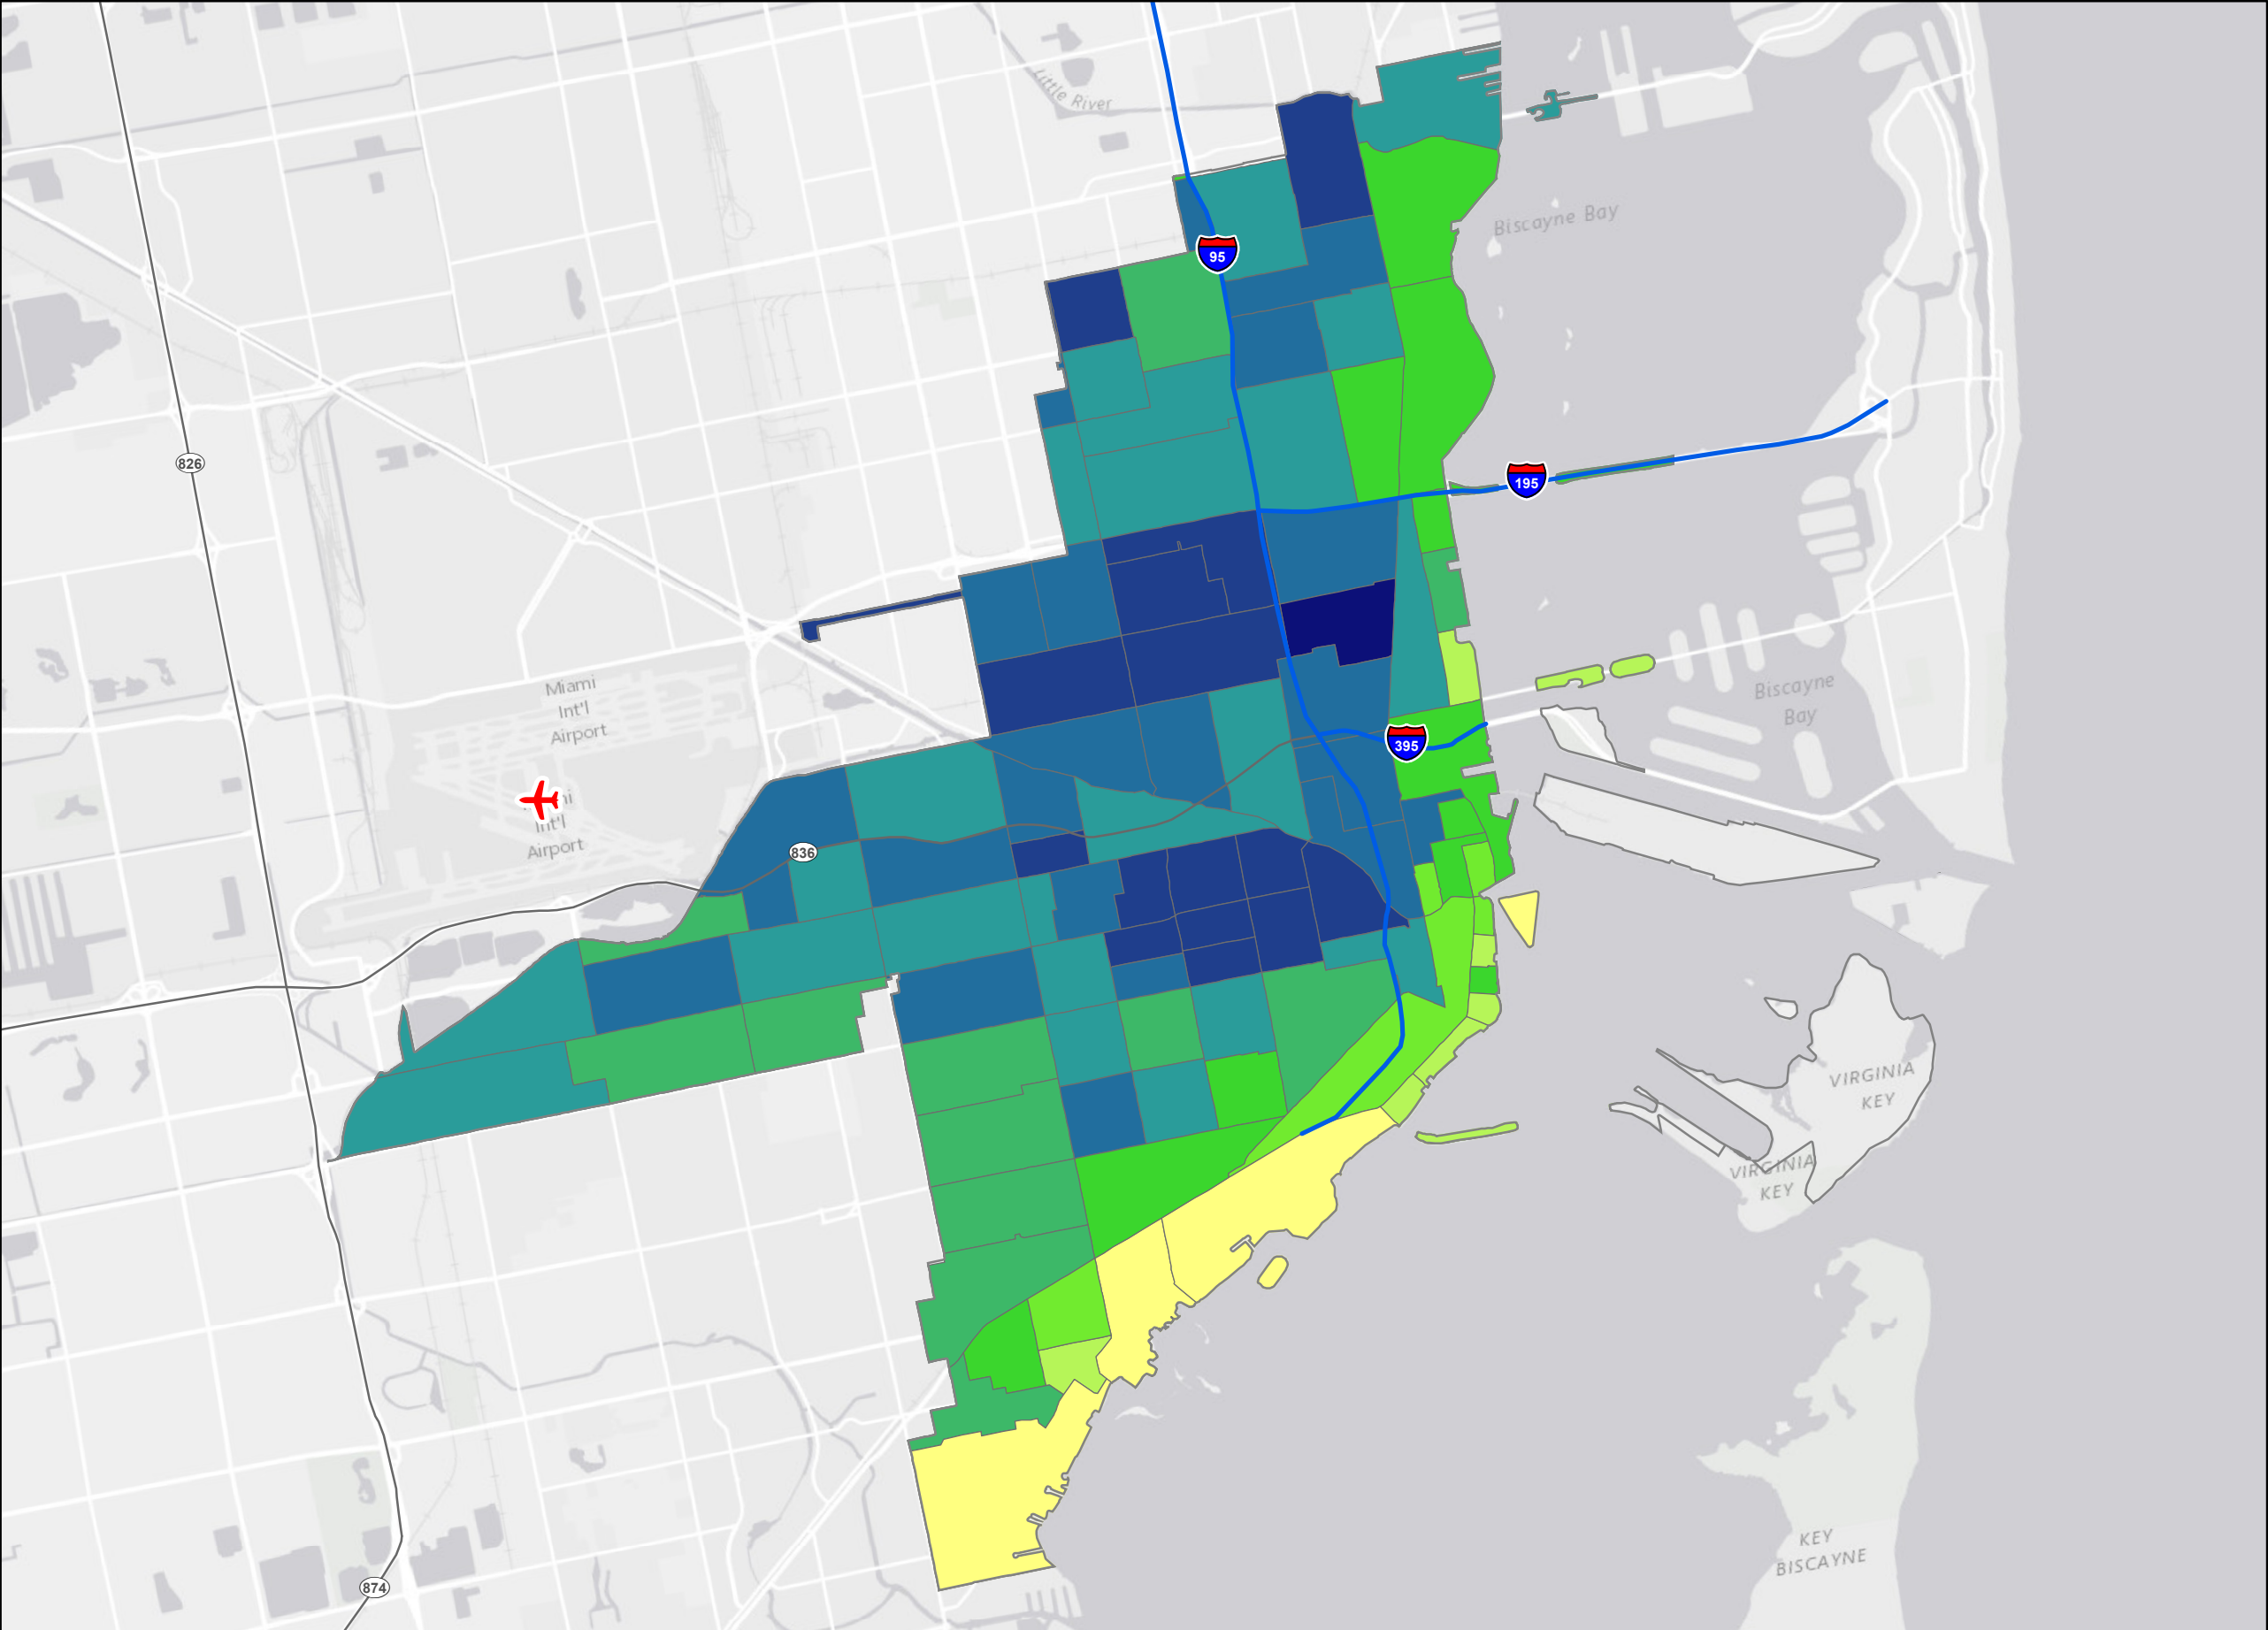 Little River
Biscayne Bay
95
826
195
Miami
Int'l
Airport
Biscayne
Bay
395
Int'l
Airport
836
VIRGINIA
KEY
VIRGINIA
KEY
KEY
BISCAYNE
874